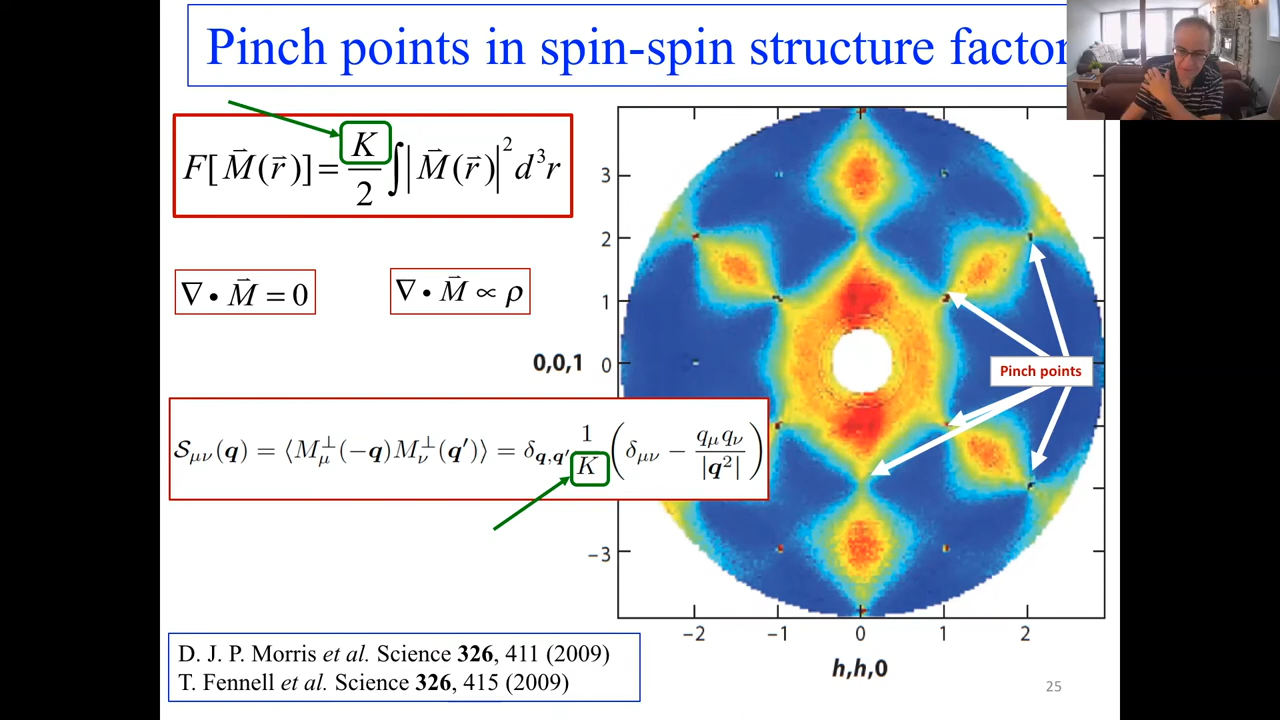 Pinch points in spin-spin structure factor
F[M⃗(r⃗)] = K/2 ∫|M⃗(r⃗)|² d³r
∇ • M⃗ = 0
∇ • M⃗ ∝ ρ
S_μν(q) = ⟨M_μ^⊥(−q)M_ν^⊥(q′)⟩ = δ_q,q′ 1/K (δ_μν − q_μ q_ν/|q²|)
3
2
1
0,0,1 0
−3
Pinch points
−2 −1 0 1 2
h,h,0
D. J. P. Morris et al. Science 326, 411 (2009)
T. Fennell et al. Science 326, 415 (2009)
25